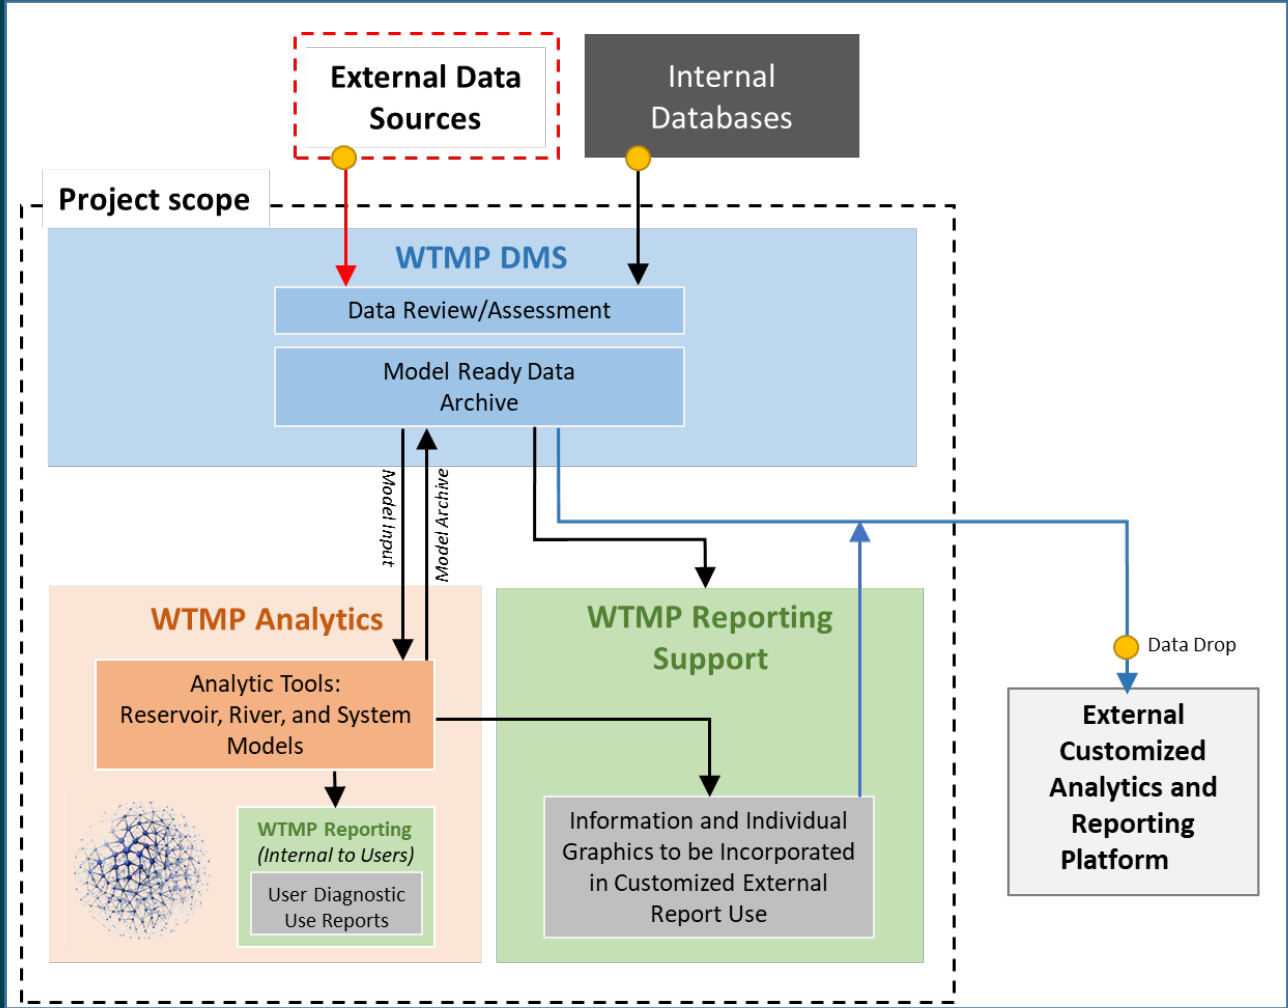 External Data
Sources
Internal
Databases
Project scope
WTMP DMS
Data Review/Assessment
Model Ready Data
Archive
Model Input
Model Archive
WTMP Analytics
Analytic Tools:
Reservoir, River, and System
Models
WTMP Reporting
(Internal to Users)
User Diagnostic
Use Reports
WTMP Reporting
Support
Information and Individual
Graphics to be Incorporated
in Customized External
Report Use
Data Drop
External
Customized
Analytics and
Reporting
Platform